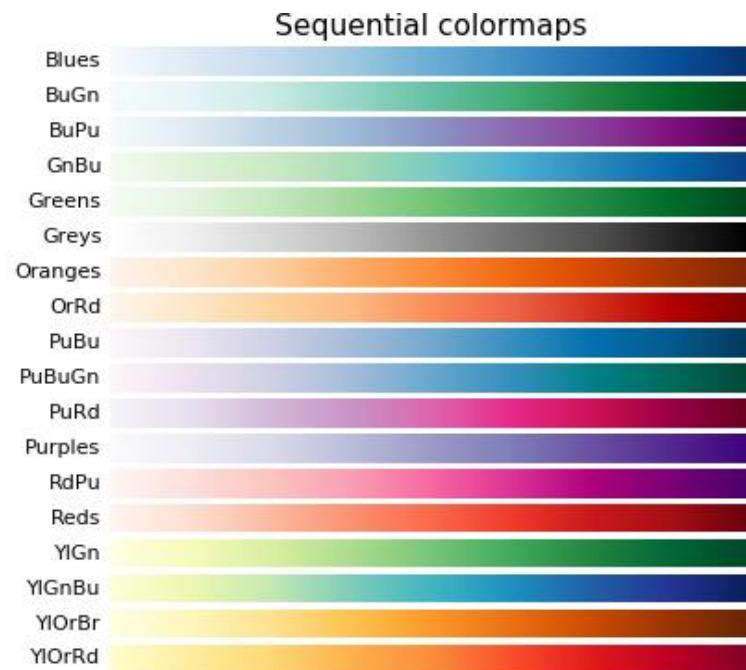 Sequential colormaps
Blues
BuGn
BuPu
GnBu
Greens
Greys
Oranges
OrRd
PuBu
PuBuGn
PuRd
Purples
RdPu
Reds
YlGn
YlGnBu
YlOrBr
YlOrRd